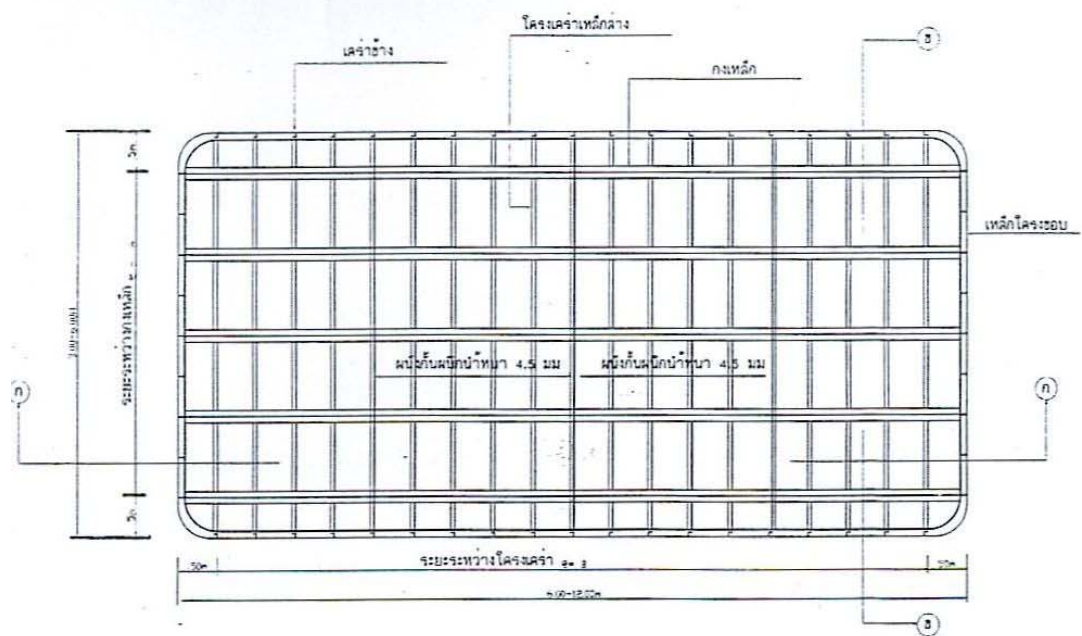 โครงเคร่าเหล็กล่าง
เคร่าข้าง
กงเหล็ก
ข
เหล็กโครงขอบ
ระยะระหว่างกงเหล็ก
ผนังกั้นผนึกน้ำหนา 4.5 มม
ผนังกั้นผนึกน้ำหนา 4.5 มม
ก
ก
ระยะระหว่างโครงเคร่า
6.00-12.00m
ข